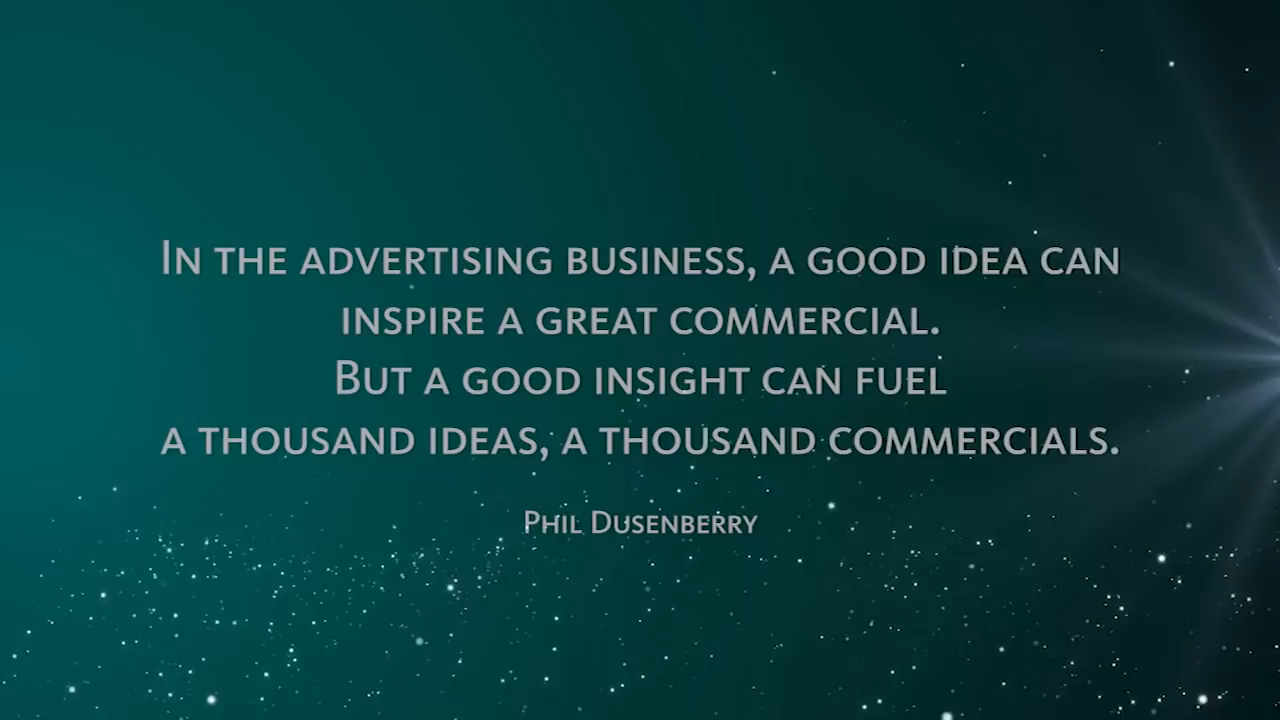 In the advertising business, a good idea can
inspire a great commercial.
But a good insight can fuel
a thousand ideas, a thousand commercials.
Phil Dusenberry